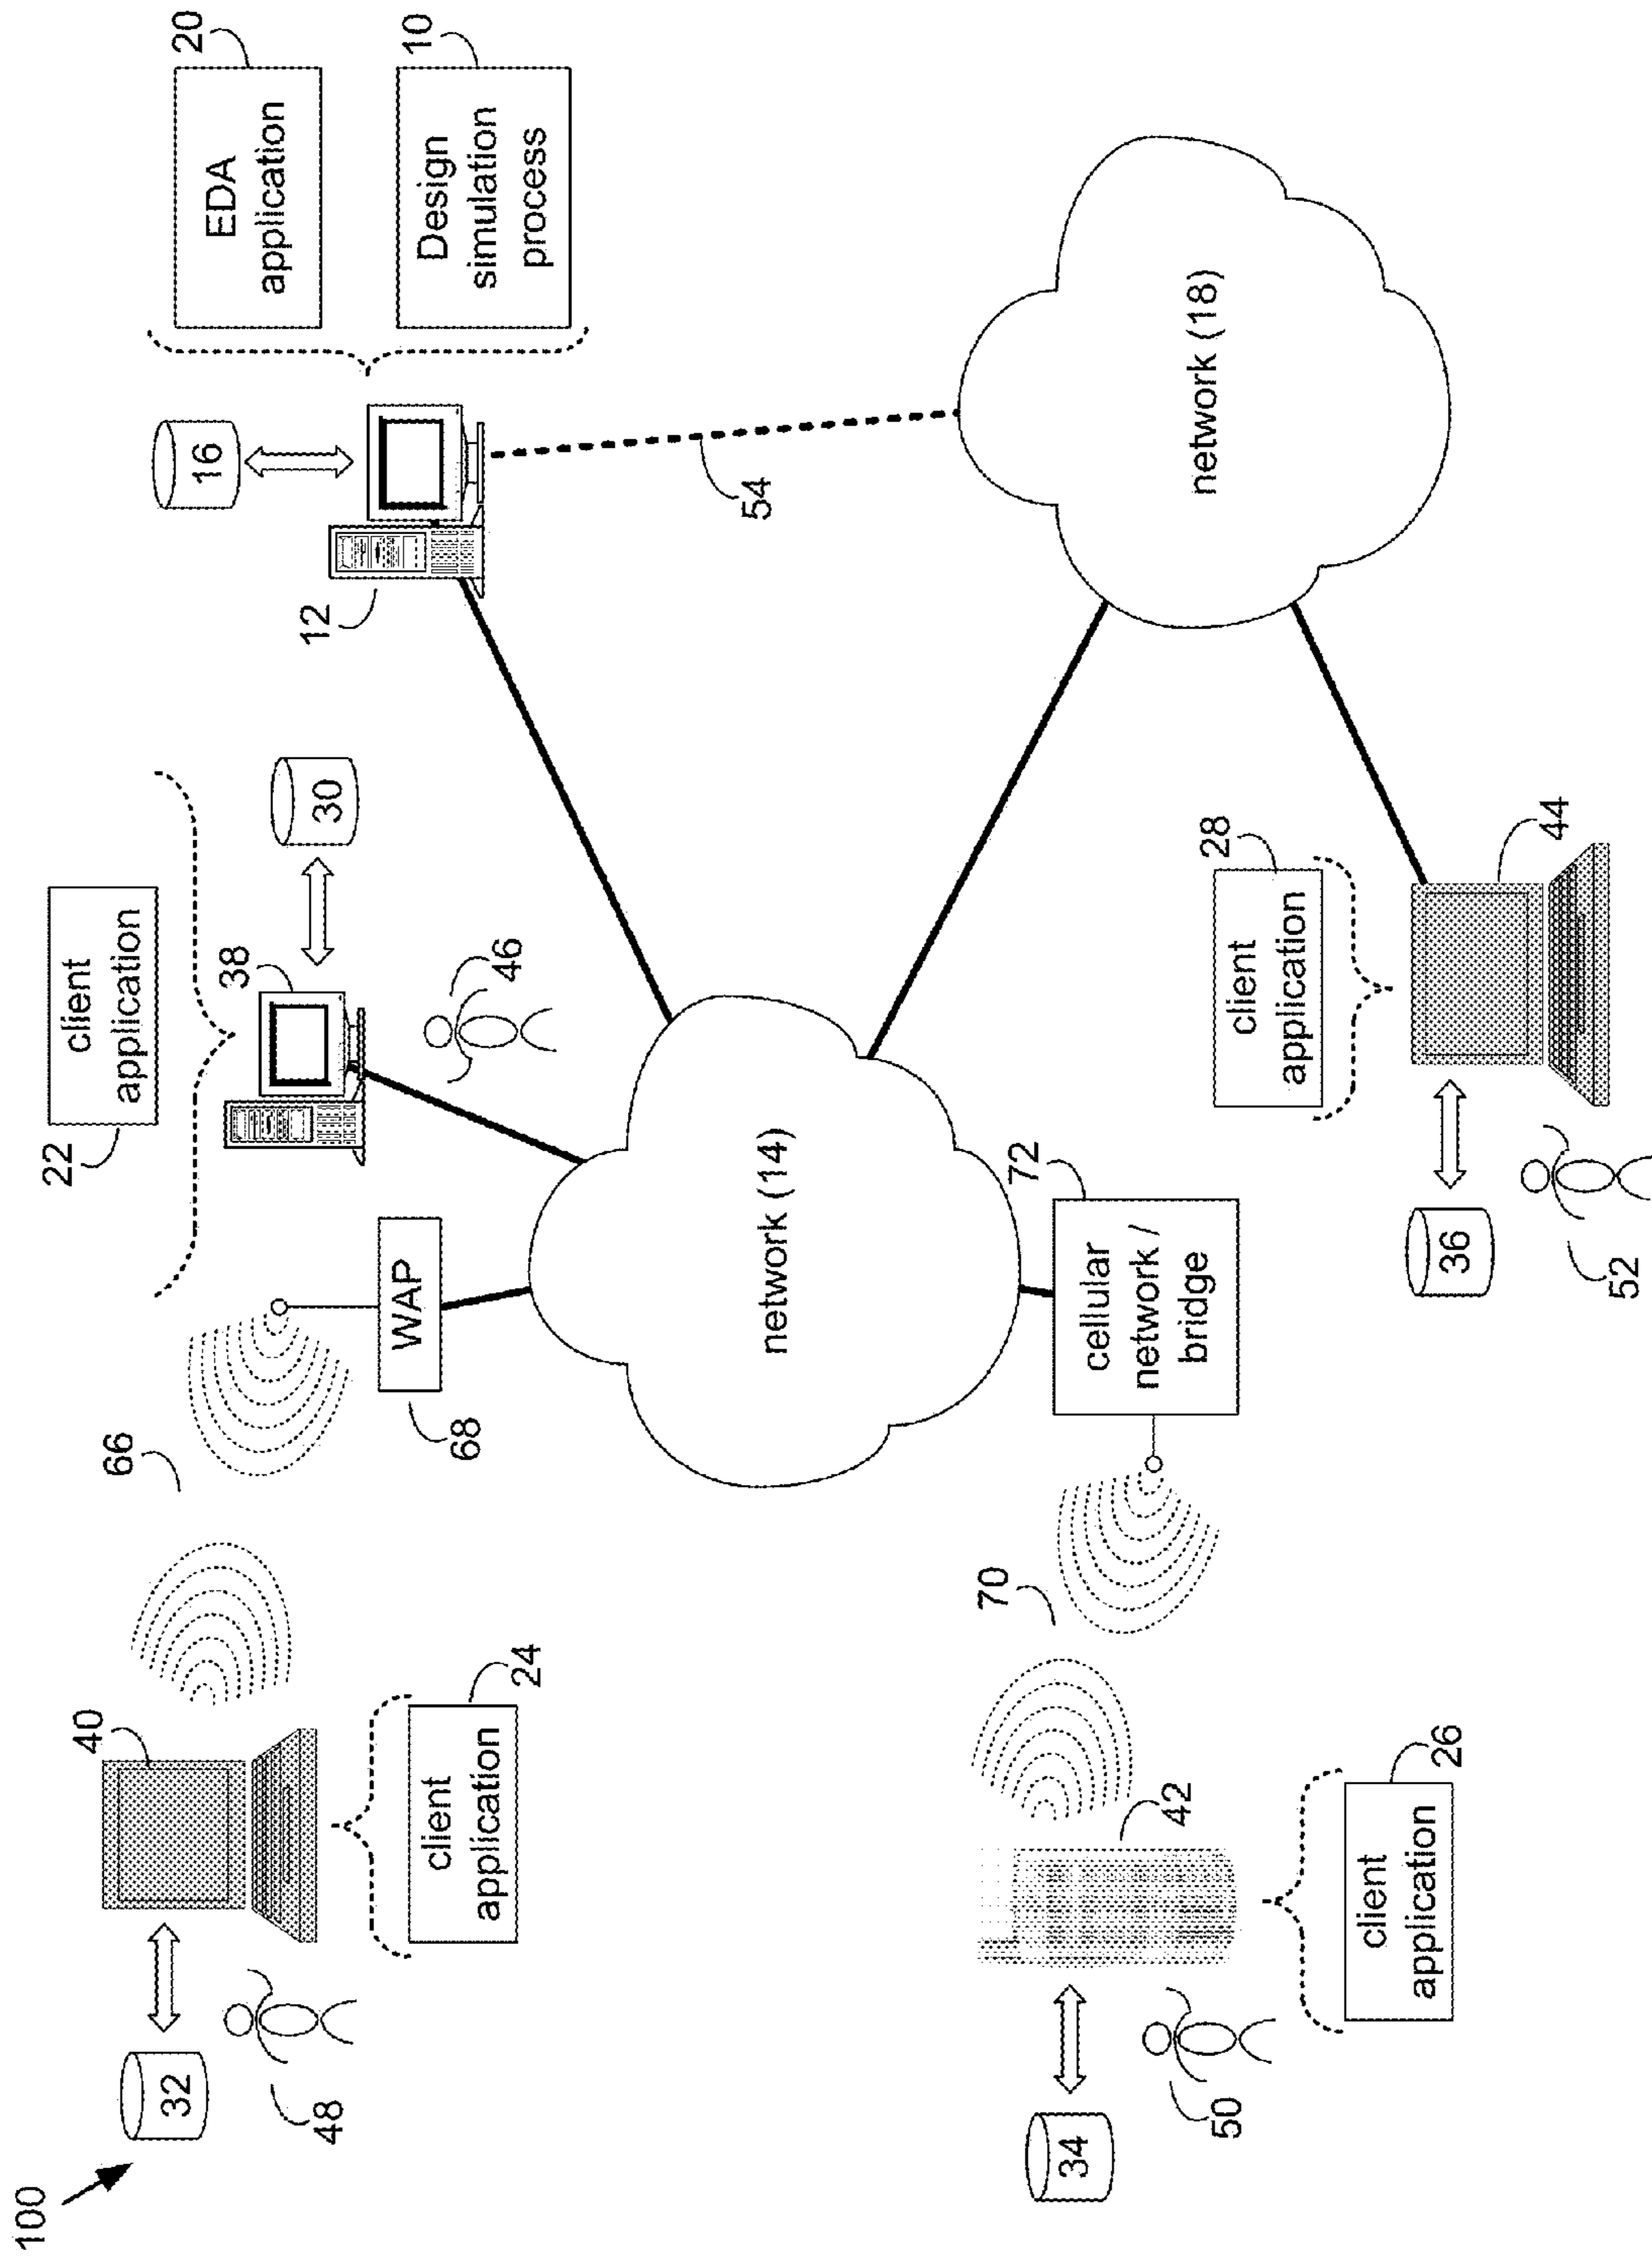 100
32
48
40
client
application
24
66
WAP
68
client
application
22
38
30
46
16
12
EDA
application
20
Design
simulation
process
10
54
network (14)
network (18)
34
50
42
client
application
26
70
cellular
network /
bridge
72
36
52
client
application
28
44